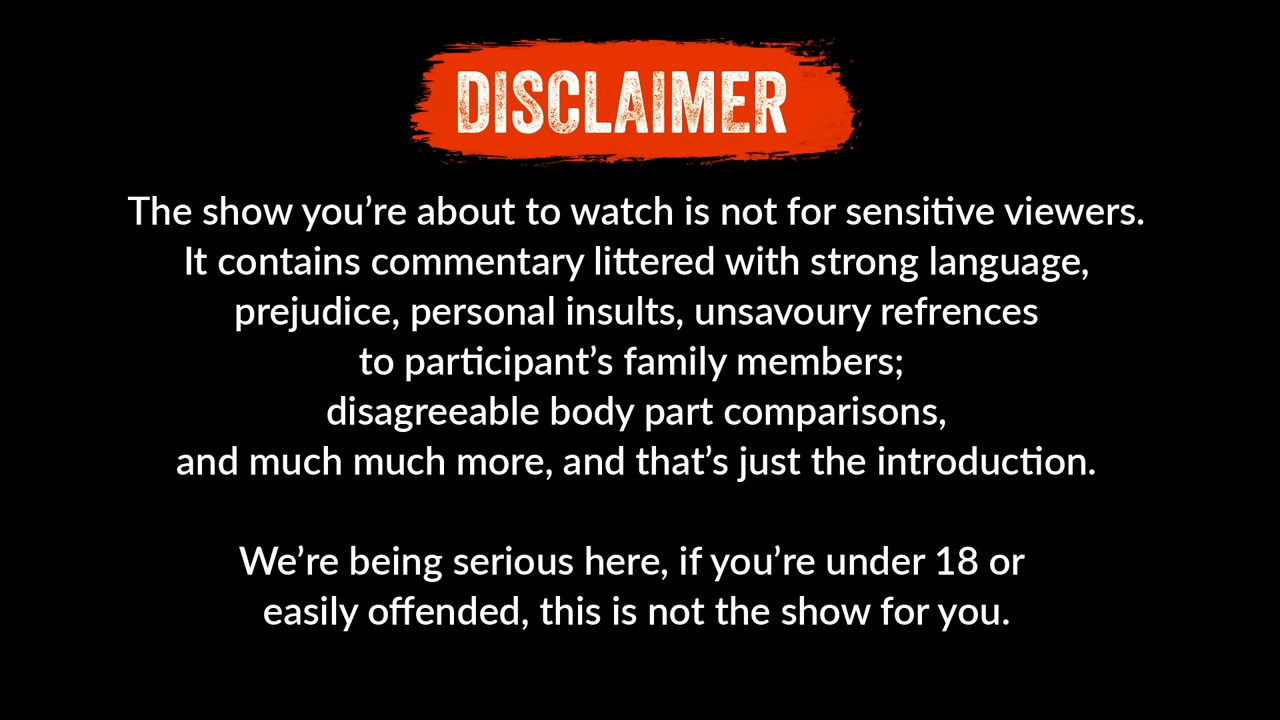 DISCLAIMER
The show you’re about to watch is not for sensitive viewers.
It contains commentary littered with strong language,
prejudice, personal insults, unsavoury refrences
to participant’s family members;
disagreeable body part comparisons,
and much much more, and that’s just the introduction.
We’re being serious here, if you’re under 18 or
easily offended, this is not the show for you.